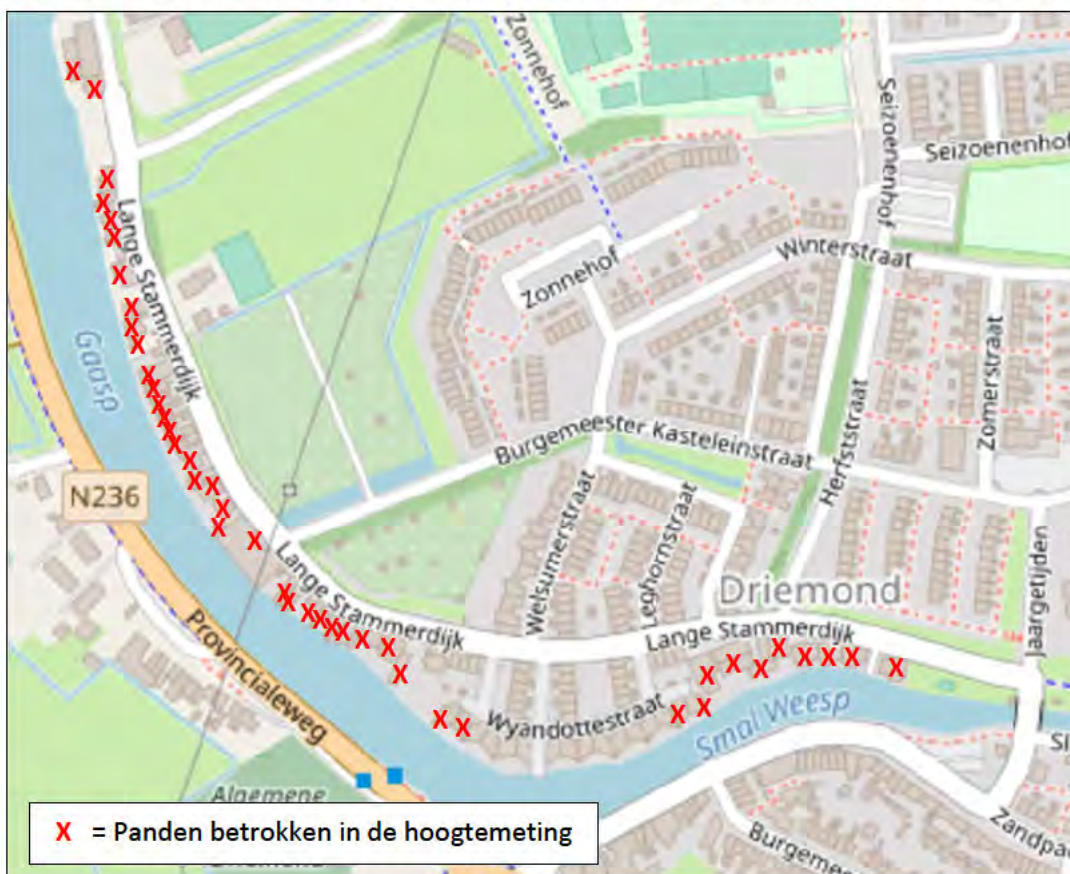 Zonnehof
Seizoenenhof
Seizoenenhof
Lange Stammerdijk
Zonnehof
Winterstraat
Gaasp
Zomerstraat
Burgemeester Kasteleinstraat
Herfststraat
N236
Welsumerstraat
Leghornstraat
Jaargetijden
Lange Stammerdijk
Driemond
Lange Stammerdijk
Provincialeweg
Wyandottestraat
Smal Weesp
Algemene
X = Panden betrokken in de hoogtemeting